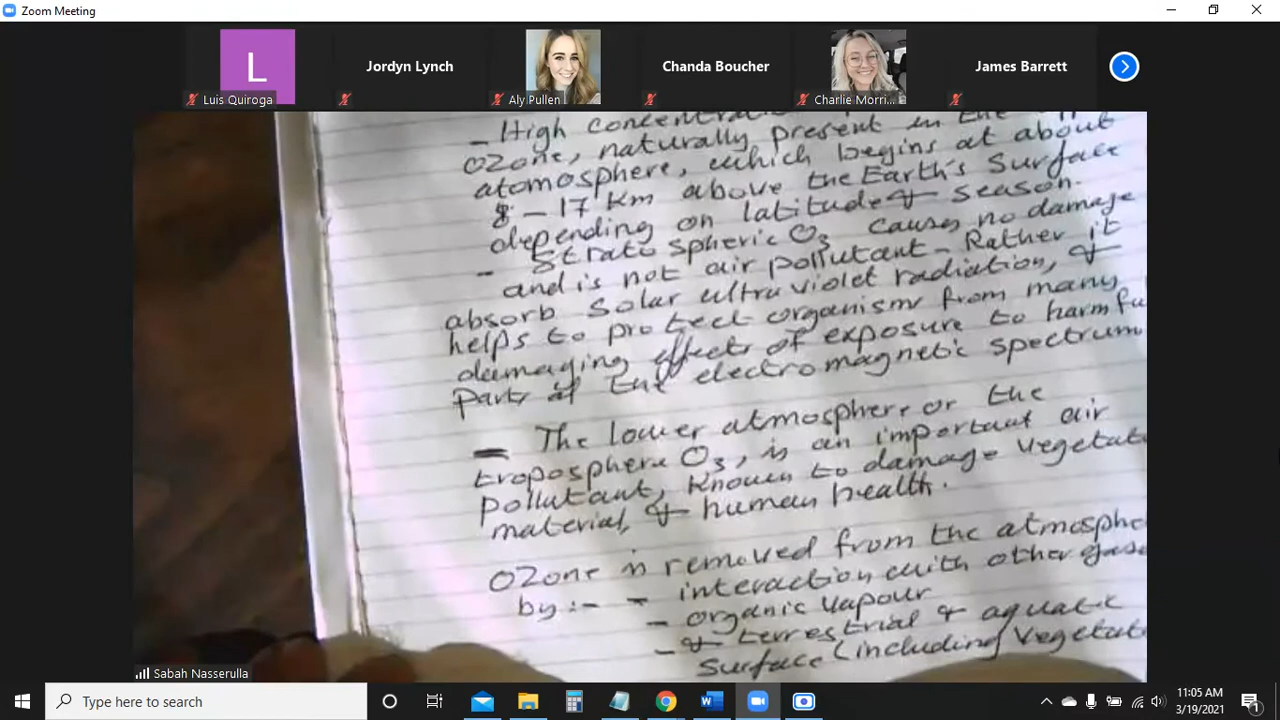 Zoom Meeting
L
Luis Quiroga
Jordyn Lynch
Aly Pullen
Chanda Boucher
Charlie Morri...
James Barrett
- High concentra
Ozone, naturally present in the
atomosphere, which begins at about
8 - 17 Km above the Earth's Surface
depending on latitude & season.
- Strato spheric O3 causes no damage
and is not air pollutant - Rather it
absorb Solar ultra violet radiation, &
helps to protect organisms from many
damaging effects of exposure to harmfu
parts of the electromagnetic spectrum
- The lower atmosphere or the
troposphere O3, is an important air
pollutant, known to damage vegetat
material, & human health.
Ozone is removed from the atmosphe
by :- - interaction with other gase
- organic vapour
- & terrestrial & aquatic
Surface (including Vegetat
Sabah Nasserulla
Type here to search
11:05 AM
3/19/2021
1